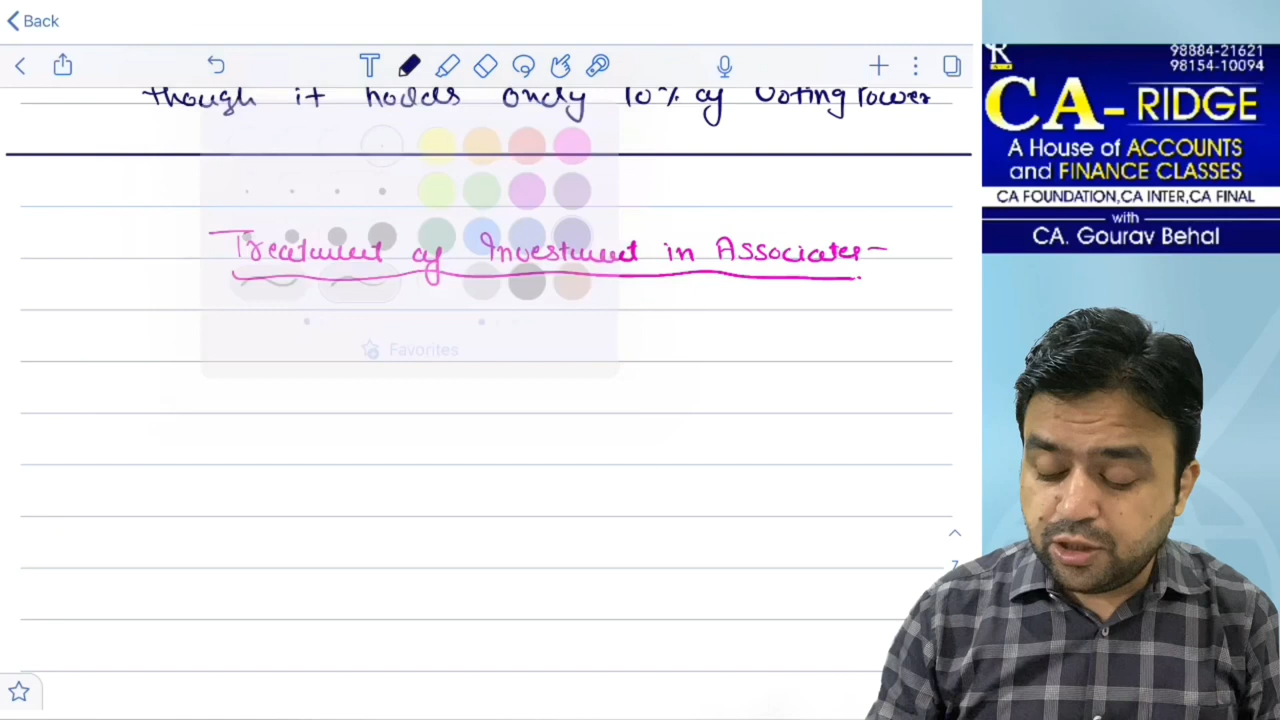 Back
though it holds only 10% of Voting Power
Treatment of Investment in Associates -
Favorites
7
R
98884-21621
98154-10094
CA- RIDGE
A House of ACCOUNTS
and FINANCE CLASSES
CA FOUNDATION,CA INTER,CA FINAL
with
CA. Gourav Behal